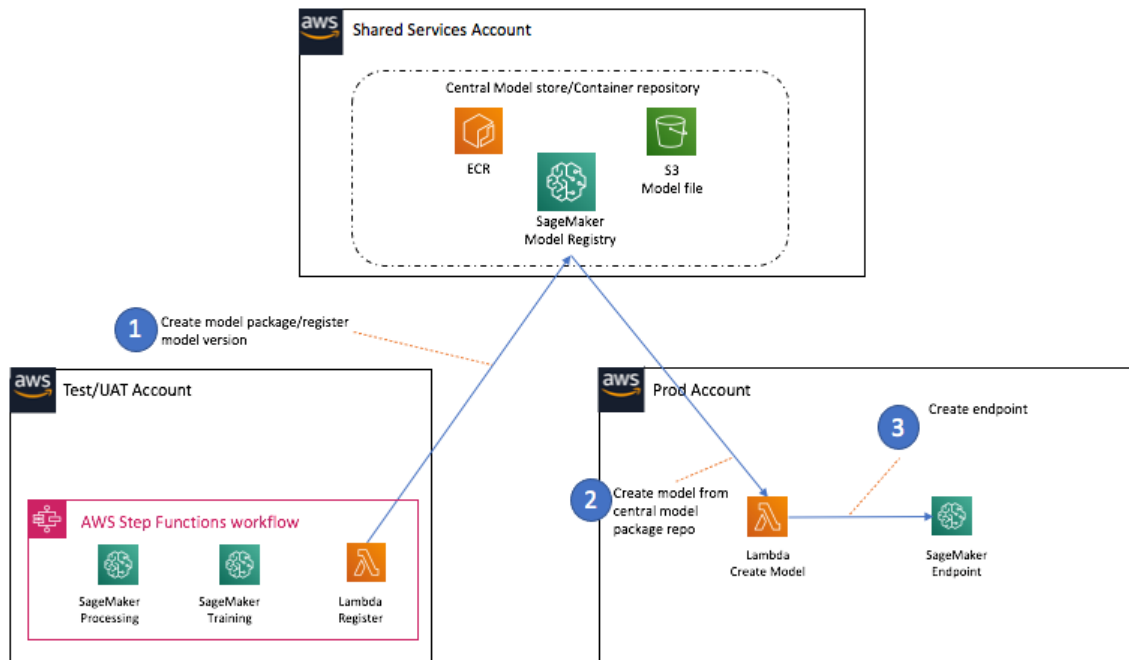 aws
Shared Services Account
Central Model store/Container repository
ECR
S3
Model file
SageMaker
Model Registry
1
Create model package/register
model version
aws
Test/UAT Account
AWS Step Functions workflow
SageMaker
Processing
SageMaker
Training
Lambda
Register
aws
Prod Account
3
Create endpoint
2
Create model from
central model
package repo
Lambda
Create Model
SageMaker
Endpoint